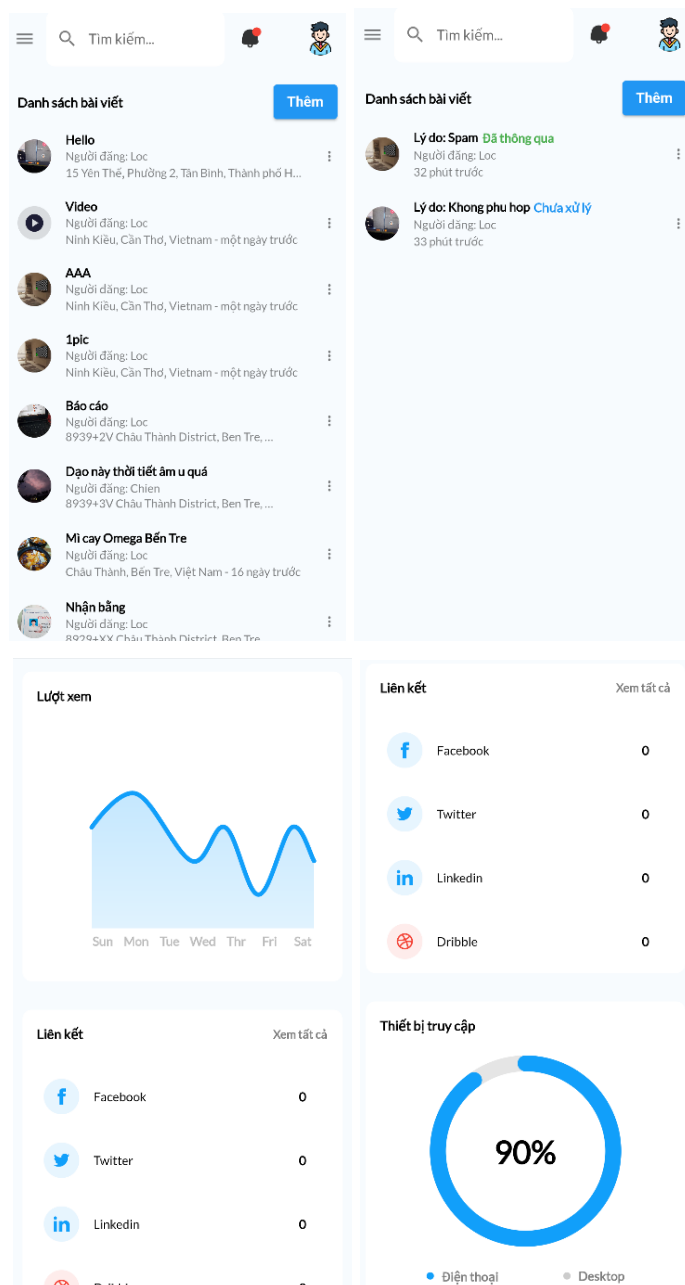 Tìm kiếm...
Danh sách bài viết
Thêm
Hello
Người đăng: Loc
15 Yên Thế, Phường 2, Tân Bình, Thành phố H...
Video
Người đăng: Loc
Ninh Kiều, Cần Thơ, Vietnam - một ngày trước
AAA
Người đăng: Loc
Ninh Kiều, Cần Thơ, Vietnam - một ngày trước
1pic
Người đăng: Loc
Ninh Kiều, Cần Thơ, Vietnam - một ngày trước
Báo cáo
Người đăng: Loc
8939+2V Châu Thành District, Ben Tre, ...
Dạo này thời tiết âm u quá
Người đăng: Chien
8939+3V Châu Thành District, Ben Tre, ...
Mì cay Omega Bến Tre
Người đăng: Loc
Châu Thành, Bến Tre, Việt Nam - 16 ngày trước
Nhận bằng
Người đăng: Loc
8929+XX Châu Thành District, Ben Tre
Tìm kiếm...
Danh sách bài viết
Thêm
Lý do: Spam Đã thông qua
Người đăng: Loc
32 phút trước
Lý do: Khong phu hop Chưa xử lý
Người đăng: Loc
33 phút trước
Lượt xem
Sun Mon Tue Wed Thr Fri Sat
Liên kết
Xem tất cả
Facebook 0
Twitter 0
Linkedin 0
Liên kết
Xem tất cả
Facebook 0
Twitter 0
Linkedin 0
Dribble 0
Thiết bị truy cập
90%
Điện thoại
Desktop